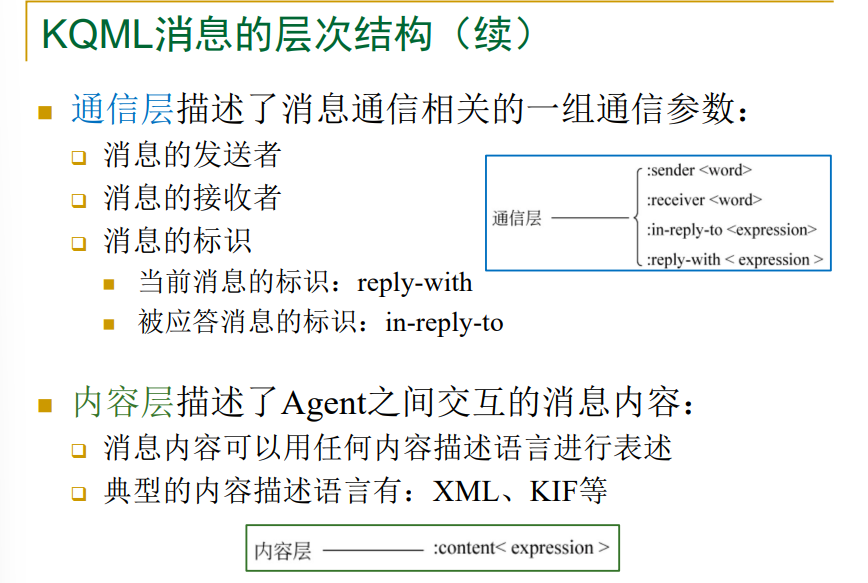 KQML消息的层次结构（续）
通信层描述了消息通信相关的一组通信参数：
消息的发送者
消息的接收者
消息的标识
当前消息的标识：reply-with
被应答消息的标识：in-reply-to
通信层
:sender <word>
:receiver <word>
:in-reply-to <expression>
:reply-with < expression >
内容层描述了Agent之间交互的消息内容：
消息内容可以用任何内容描述语言进行表述
典型的内容描述语言有：XML、KIF等
内容层 :content< expression >